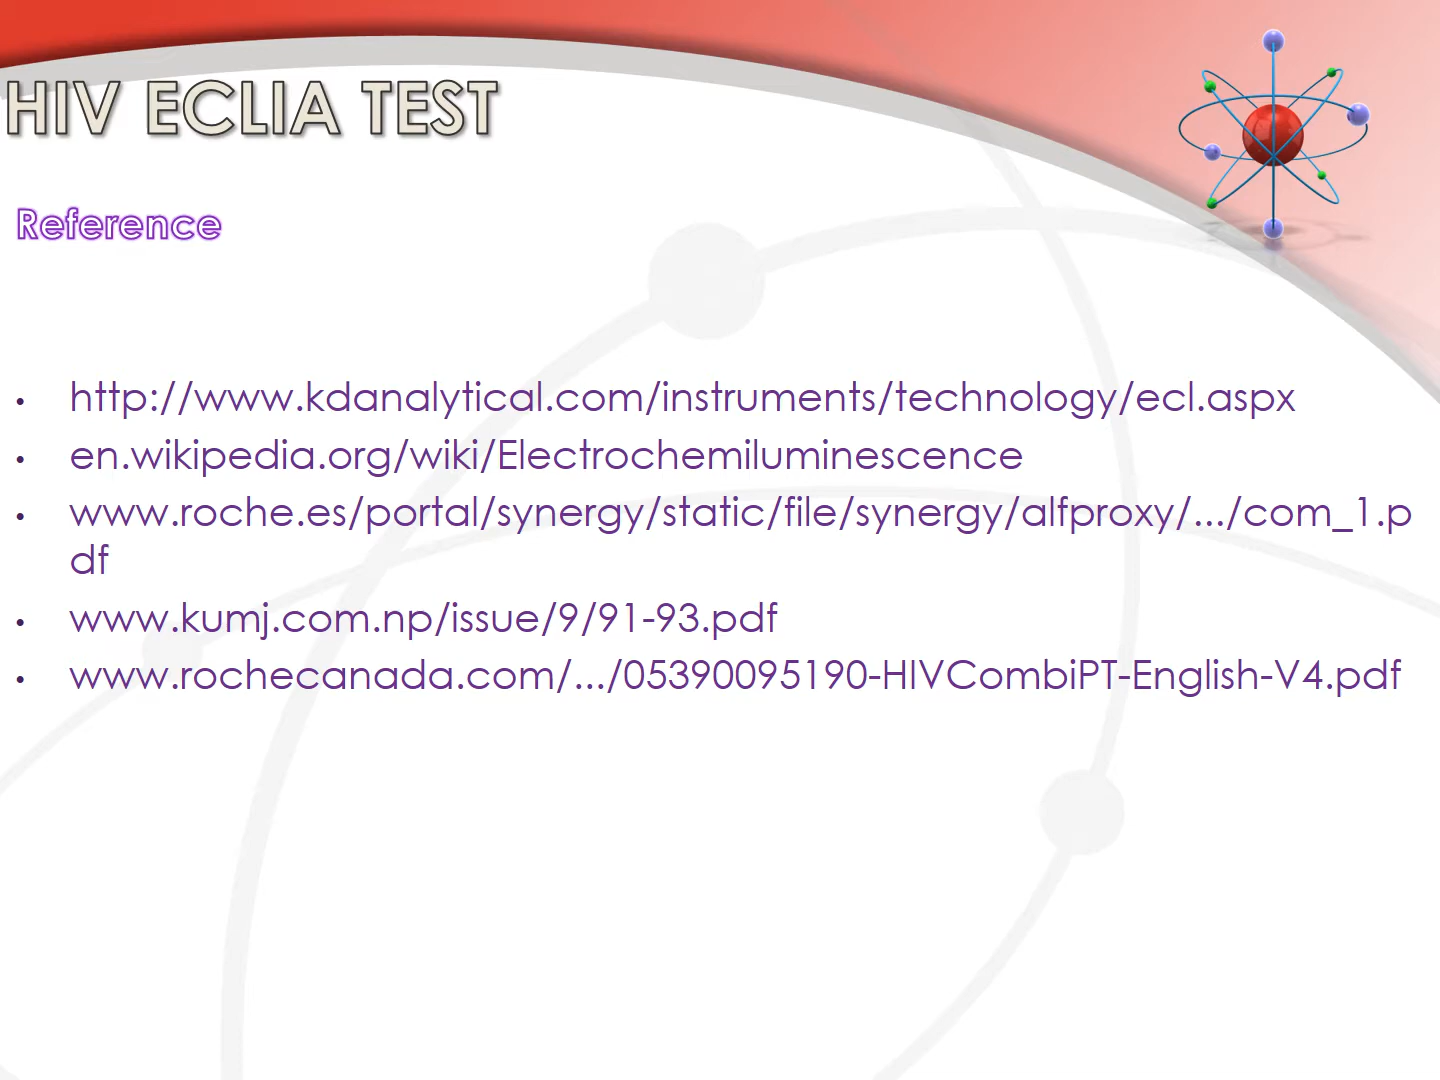 HIV ECLIA TEST
Reference
• http://www.kdanalytical.com/instruments/technology/ecl.aspx
• en.wikipedia.org/wiki/Electrochemiluminescence
• www.roche.es/portal/synergy/static/file/synergy/alfproxy/.../com_1.p
df
• www.kumj.com.np/issue/9/91-93.pdf
• www.rochecanada.com/.../05390095190-HIVCombiPT-English-V4.pdf